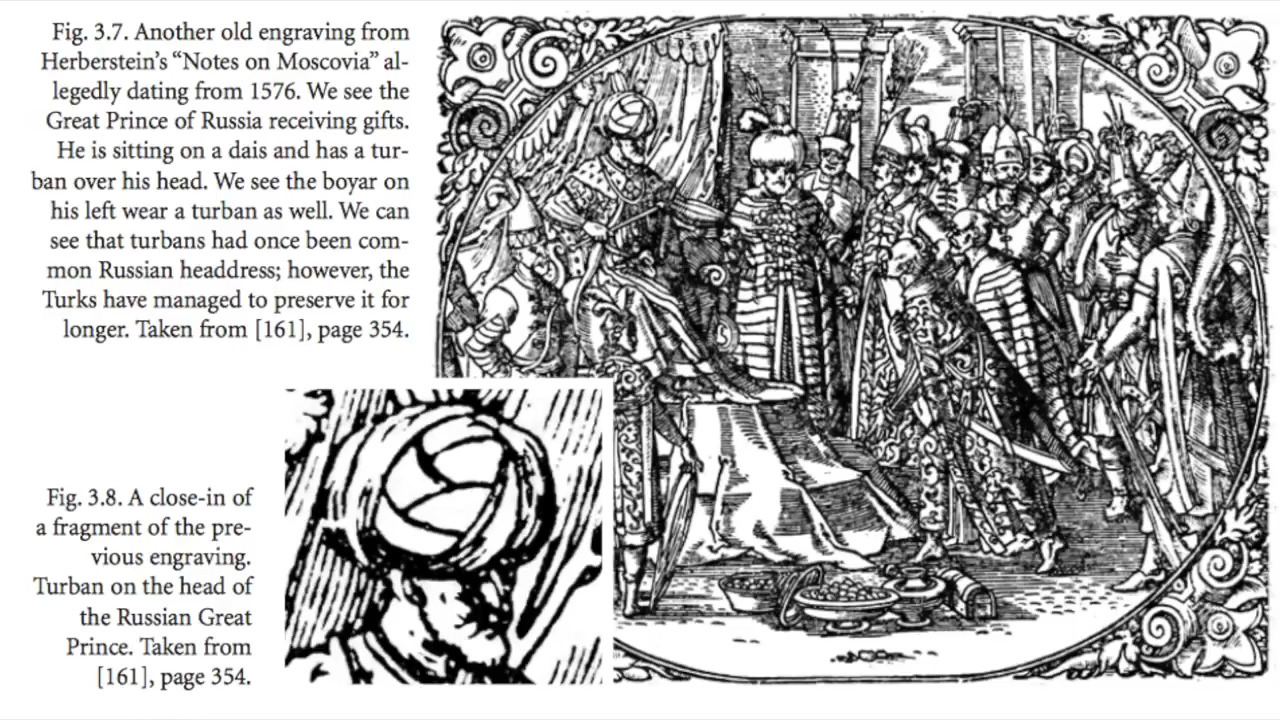 Fig. 3.7. Another old engraving from
Herberstein’s “Notes on Moscovia” al-
legedly dating from 1576. We see the
Great Prince of Russia receiving gifts.
He is sitting on a dais and has a tur-
ban over his head. We see the boyar on
his left wear a turban as well. We can
see that turbans had once been com-
mon Russian headdress; however, the
Turks have managed to preserve it for
longer. Taken from [161], page 354.
Fig. 3.8. A close-in of
a fragment of the pre-
vious engraving.
Turban on the head of
the Russian Great
Prince. Taken from
[161], page 354.